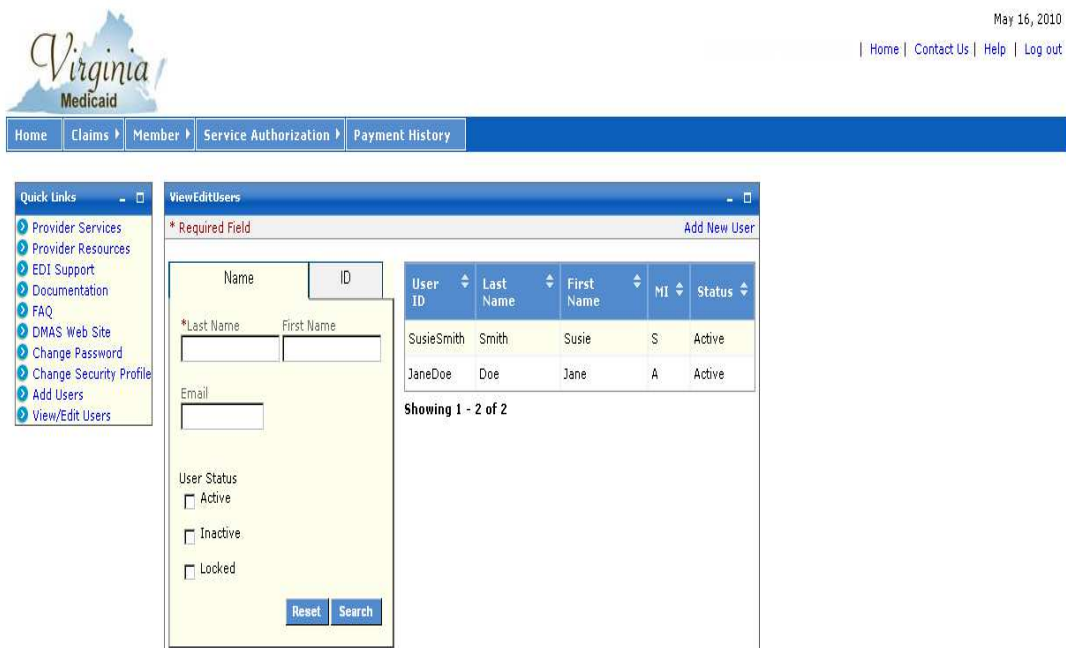 May 16, 2010
| Home | Contact Us | Help | Log out
Virginia
Medicaid
Home Claims Member Service Authorization Payment History
Quick Links
Provider Services
Provider Resources
EDI Support
Documentation
FAQ
DMAS Web Site
Change Password
Change Security Profile
Add Users
View/Edit Users
ViewEditUsers
* Required Field Add New User
Name ID
*Last Name First Name
Email
User Status
Active
Inactive
Locked
Reset Search
User ID Last Name First Name MI Status
SusieSmith Smith Susie S Active
JaneDoe Doe Jane A Active
Showing 1 - 2 of 2